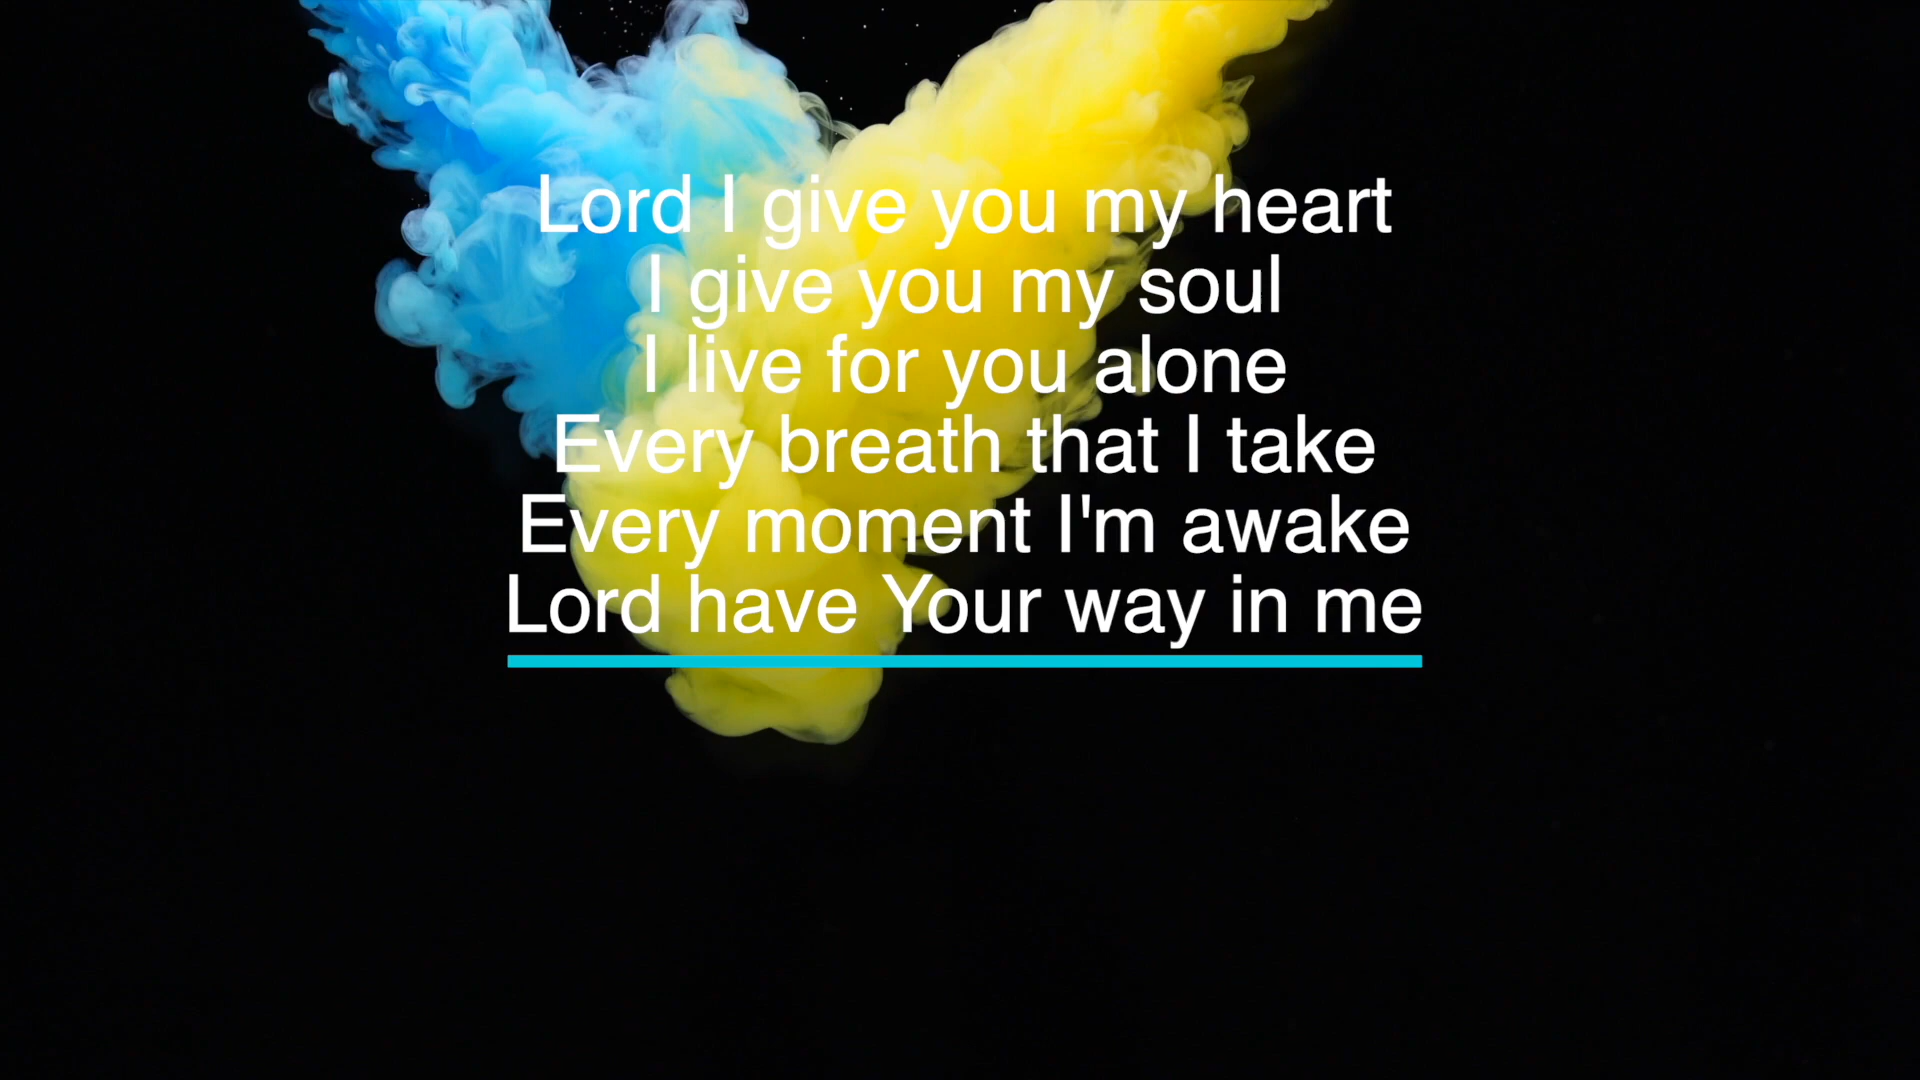 Lord I give you my heart
I give you my soul
I live for you alone
Every breath that I take
Every moment I'm awake
Lord have Your way in me